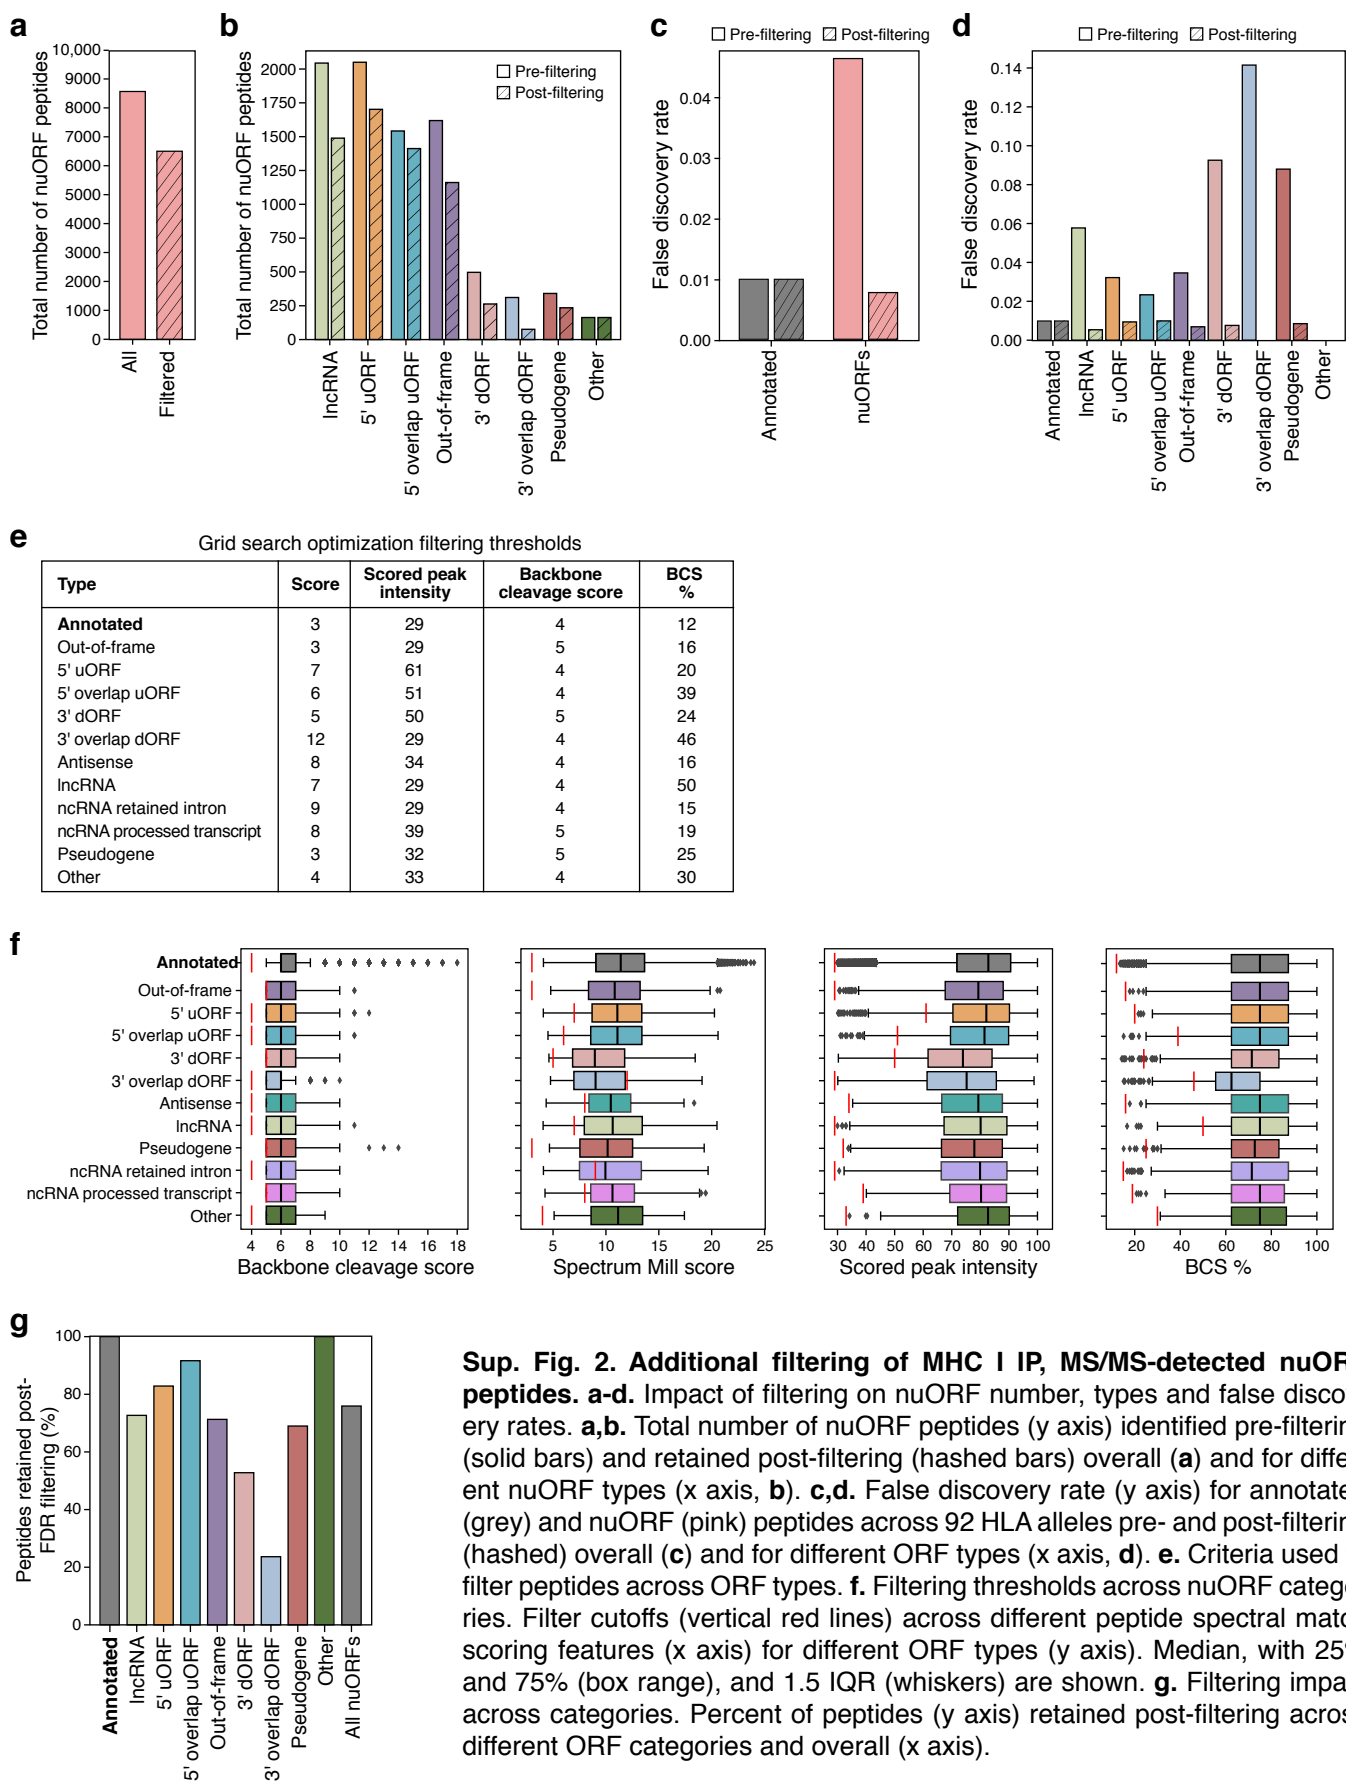 a
Total number of nuORF peptides
10,000
9000
8000
7000
6000
5000
4000
3000
2000
1000
0
All
Filtered
b
Total number of nuORF peptides
2000
1750
1500
1250
1000
750
500
250
0
Pre-filtering
Post-filtering
lncRNA
5' uORF
5' overlap uORF
Out-of-frame
3' dORF
3' overlap dORF
Pseudogene
Other
c
Pre-filtering Post-filtering
False discovery rate
0.04
0.03
0.02
0.01
0.00
Annotated
nuORFs
d
Pre-filtering Post-filtering
False discovery rate
0.14
0.12
0.10
0.08
0.06
0.04
0.02
0.00
Annotated
lncRNA
5' uORF
5' overlap uORF
Out-of-frame
3' dORF
3' overlap dORF
Pseudogene
Other
e
Grid search optimization filtering thresholds
Type Score Scored peak intensity Backbone cleavage score BCS %
Annotated 3 29 4 12
Out-of-frame 3 29 5 16
5' uORF 7 61 4 20
5' overlap uORF 6 51 4 39
3' dORF 5 50 5 24
3' overlap dORF 12 29 4 46
Antisense 8 34 4 16
lncRNA 7 29 4 50
ncRNA retained intron 9 29 4 15
ncRNA processed transcript 8 39 5 19
Pseudogene 3 32 5 25
Other 4 33 4 30
f
Annotated
Out-of-frame
5' uORF
5' overlap uORF
3' dORF
3' overlap dORF
Antisense
lncRNA
Pseudogene
ncRNA retained intron
ncRNA processed transcript
Other
4 6 8 10 12 14 16 18
Backbone cleavage score
5 10 15 20 25
Spectrum Mill score
30 40 50 60 70 80 90 100
Scored peak intensity
20 40 60 80 100
BCS %
g
Peptides retained post-
FDR filtering (%)
100
80
60
40
20
0
Annotated
lncRNA
5' uORF
5' overlap uORF
Out-of-frame
3' dORF
3' overlap dORF
Pseudogene
Other
All nuORFs
Sup. Fig. 2. Additional filtering of MHC I IP, MS/MS-detected nuOR
peptides. a-d. Impact of filtering on nuORF number, types and false disco
ery rates. a,b. Total number of nuORF peptides (y axis) identified pre-filterin
(solid bars) and retained post-filtering (hashed bars) overall (a) and for diffe
ent nuORF types (x axis, b). c,d. False discovery rate (y axis) for annotate
(grey) and nuORF (pink) peptides across 92 HLA alleles pre- and post-filterin
(hashed) overall (c) and for different ORF types (x axis, d). e. Criteria used
filter peptides across ORF types. f. Filtering thresholds across nuORF catego
ries. Filter cutoffs (vertical red lines) across different peptide spectral matc
scoring features (x axis) for different ORF types (y axis). Median, with 25
and 75% (box range), and 1.5 IQR (whiskers) are shown. g. Filtering impa
across categories. Percent of peptides (y axis) retained post-filtering acros
different ORF categories and overall (x axis).